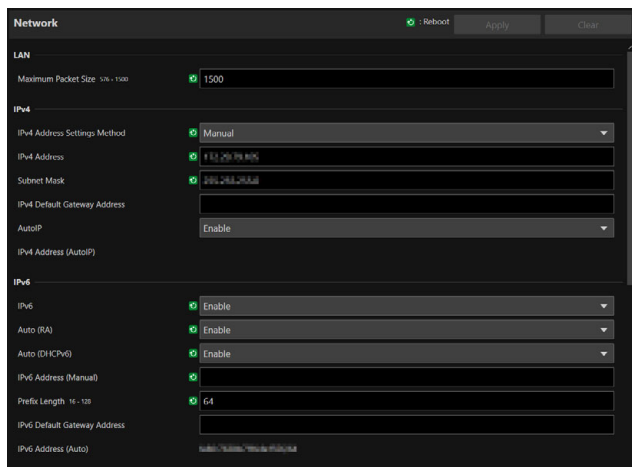 Network : Reboot Apply Clear
LAN
Maximum Packet Size 576 - 1500 1500
IPv4
IPv4 Address Settings Method Manual
IPv4 Address
Subnet Mask
IPv4 Default Gateway Address
AutoIP Enable
IPv4 Address (AutoIP)
IPv6
IPv6 Enable
Auto (RA) Enable
Auto (DHCPv6) Enable
IPv6 Address (Manual)
Prefix Length 16 - 128 64
IPv6 Default Gateway Address
IPv6 Address (Auto)